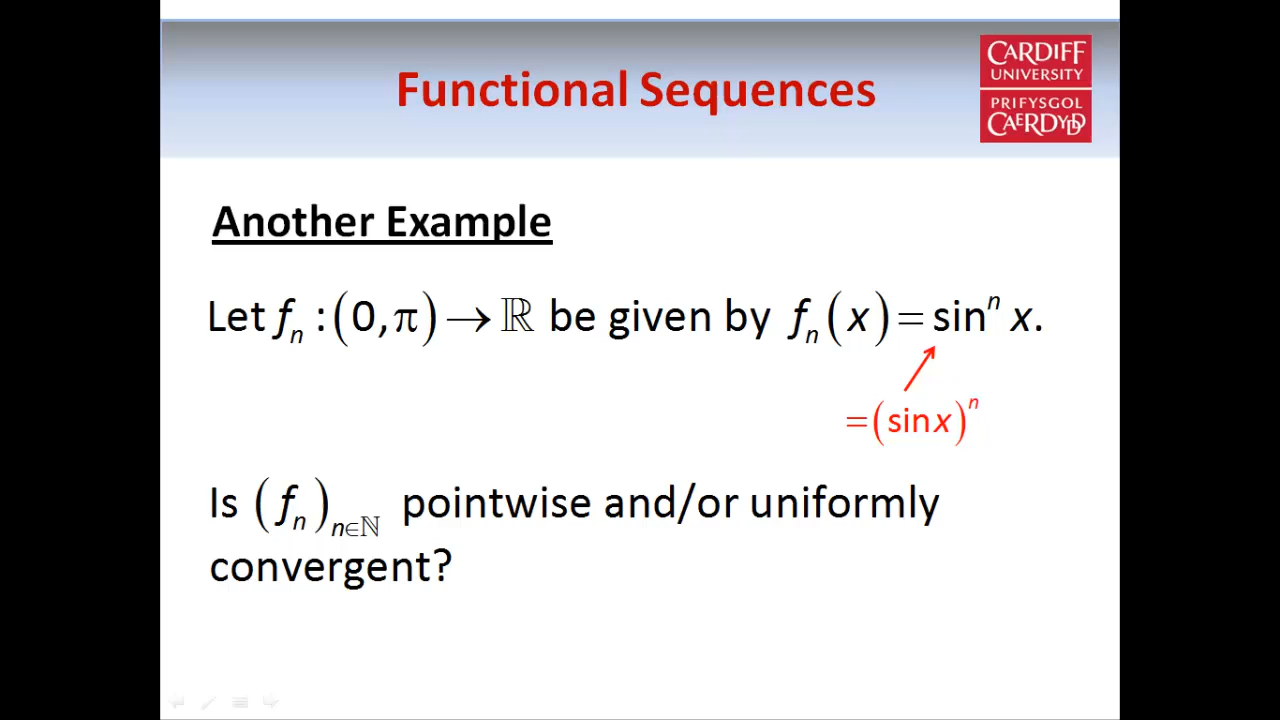 Functional Sequences
CARDIFF
UNIVERSITY
PRIFYSGOL
CAERDYDD
Another Example
Let fₙ : (0, π) → ℝ be given by fₙ(x) = sinⁿ x.
= (sin x)ⁿ
Is (fₙ)ₙ∈ℕ pointwise and/or uniformly
convergent?